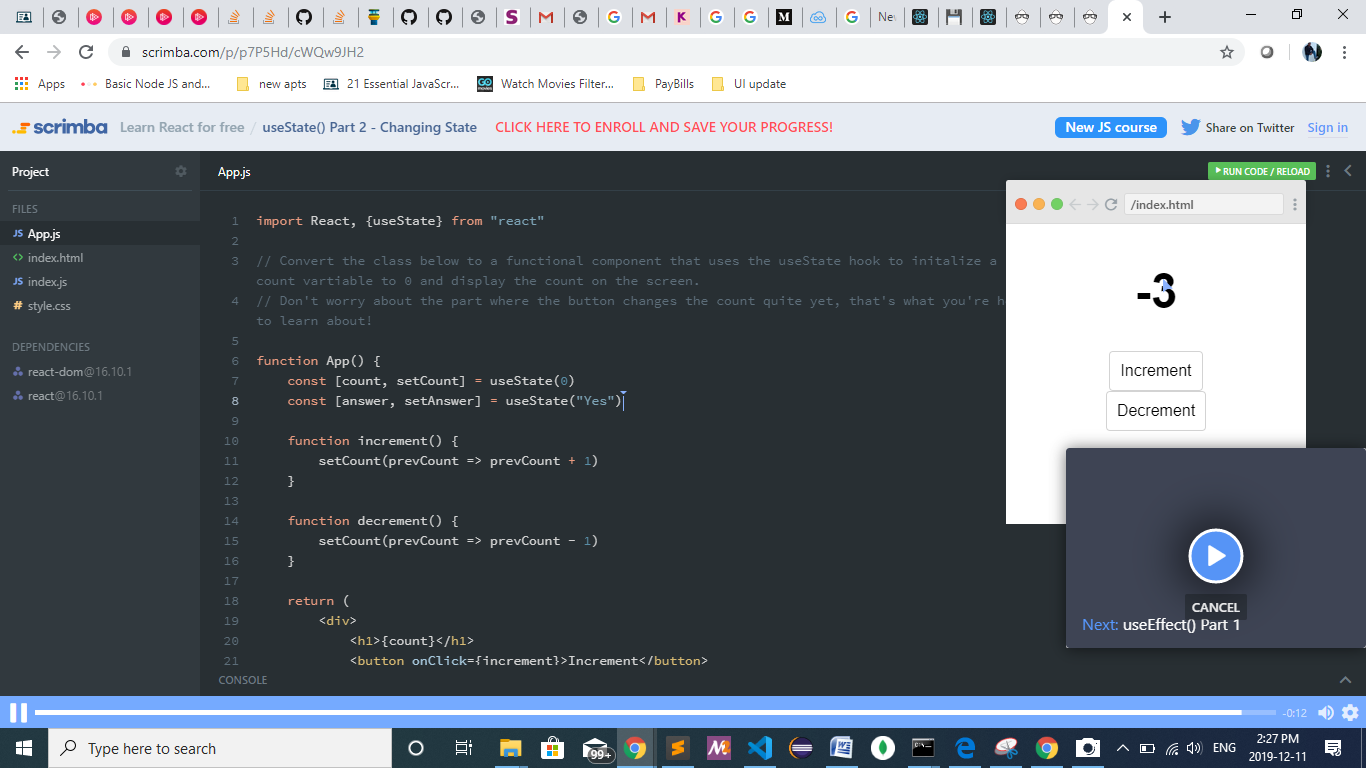 New
scrimba.com/p/p7P5Hd/cWQw9JH2
Apps
Basic Node JS and...
new apts
21 Essential JavaScr...
GO MOVIES
Watch Movies Filter...
PayBills
UI update
scrimba
Learn React for free / useState() Part 2 - Changing State
CLICK HERE TO ENROLL AND SAVE YOUR PROGRESS!
New JS course
Share on Twitter
Sign in
Project
App.js
RUN CODE / RELOAD
FILES
JS App.js
<> index.html
JS index.js
# style.css
DEPENDENCIES
react-dom@16.10.1
react@16.10.1
1 import React, {useState} from "react"
2
3 // Convert the class below to a functional component that uses the useState hook to initalize a
count vartiable to 0 and display the count on the screen.
4 // Don't worry about the part where the button changes the count quite yet, that's what you're h
to learn about!
5
6 function App() {
7 const [count, setCount] = useState(0)
8 const [answer, setAnswer] = useState("Yes")
9
10 function increment() {
11 setCount(prevCount => prevCount + 1)
12 }
13
14 function decrement() {
15 setCount(prevCount => prevCount - 1)
16 }
17
18 return (
19 <div>
20 <h1>{count}</h1>
21 <button onClick={increment}>Increment</button>
CONSOLE
/index.html
-3
Increment
Decrement
CANCEL
Next: useEffect() Part 1
-0:12
Type here to search
99+
ENG
2:27 PM
2019-12-11